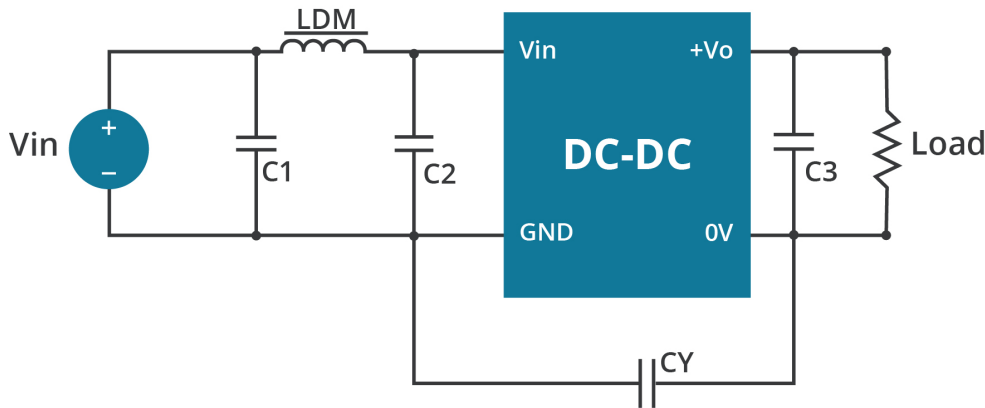 LDM
Vin
+
−
C1
C2
Vin
+Vo
DC-DC
GND
0V
C3
Load
CY